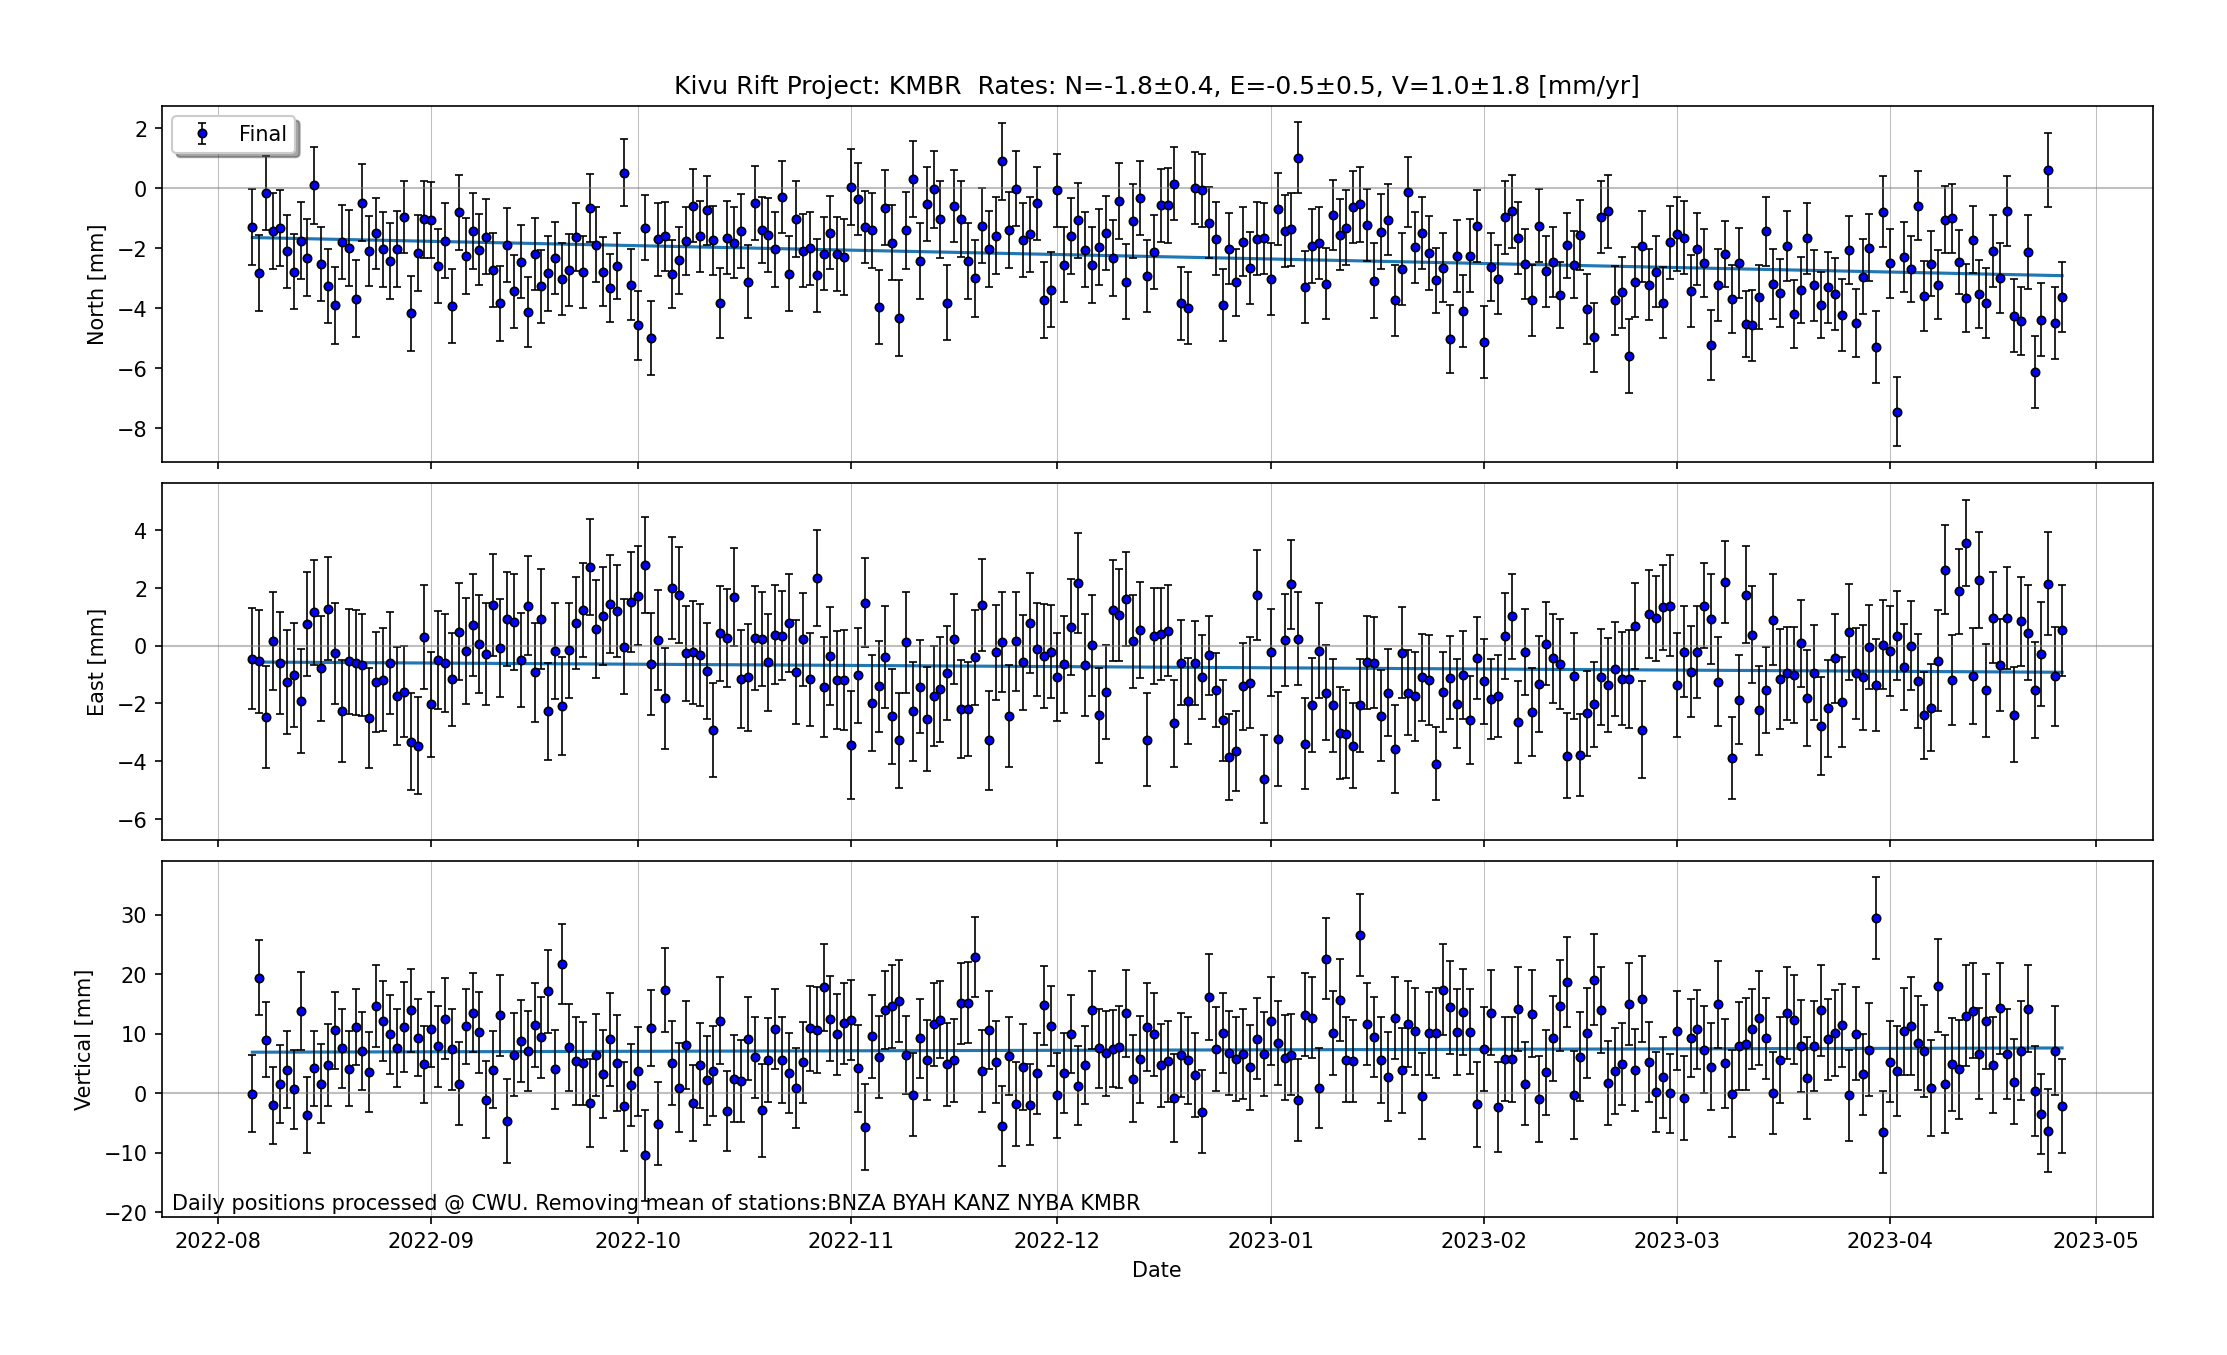 Kivu Rift Project: KMBR  Rates: N=-1.8±0.4, E=-0.5±0.5, V=1.0±1.8 [mm/yr]
Final
2
0
−2
−4
−6
−8
North [mm]
4
2
0
−2
−4
−6
East [mm]
30
20
10
0
−10
−20
Vertical [mm]
Daily positions processed @ CWU. Removing mean of stations:BNZA BYAH KANZ NYBA KMBR
2022-08 2022-09 2022-10 2022-11 2022-12 2023-01 2023-02 2023-03 2023-04 2023-05
Date